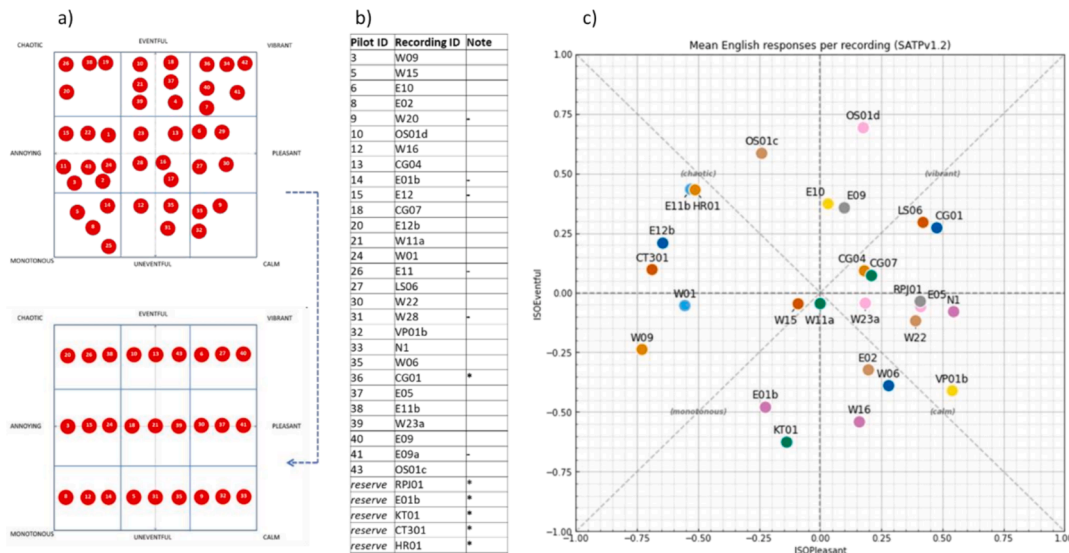 a)
CHAOTIC
EVENTFUL
VIBRANT
26 38 19 10 18 36 34 42
20 21 37 40 41
39 4 7
15 22 1 23 13 6 29
ANNOYING
PLEASANT
11 43 24 16 27 30
3 2 17
3 14 12 35 9
8 31 32
25
MONOTONOUS
UNEVENTFUL
CALM
CHAOTIC
EVENTFUL
VIBRANT
20 26 38 10 13 43 6 27 40
ANNOYING
3 15 24 18 21 39 30 37 41
PLEASANT
8 12 14 5 31 35 9 32 33
MONOTONOUS
UNEVENTFUL
CALM
b)
Pilot ID Recording ID Note
3 W09
5 W15
6 E10
8 E02
9 W20 -
10 OS01d
12 W16
13 CG04
14 E01b -
15 E12 -
18 CG07
20 E12b
21 W11a
24 W01
26 E11 -
27 LS06
30 W22
31 W28 -
32 VP01b
33 N1
35 W06
36 CG01 *
37 E05
38 E11b
39 W23a
40 E09
41 E09a -
43 OS01c
reserve RPJ01 *
reserve E01b *
reserve KT01 *
reserve CT301 *
reserve HR01 *
c)
Mean English responses per recording (SATPv1.2)
1.00
0.75
0.50
0.25
0.00
−0.25
−0.50
−0.75
−1.00
ISOEventful
OS01d
OS01c
(chaotic)
(vibrant)
E11b HR01
E10
E09
LS06
CG01
E12b
CT301
CG04
CG07
W01
RPJ01
E05
N1
W15
W11a
W23a
W22
W09
E02
W06
VP01b
E01b
(monotonous)
(calm)
W16
KT01
−1.00 −0.75 −0.50 −0.25 0.00 0.25 0.50 0.75 1.00
ISOPleasant